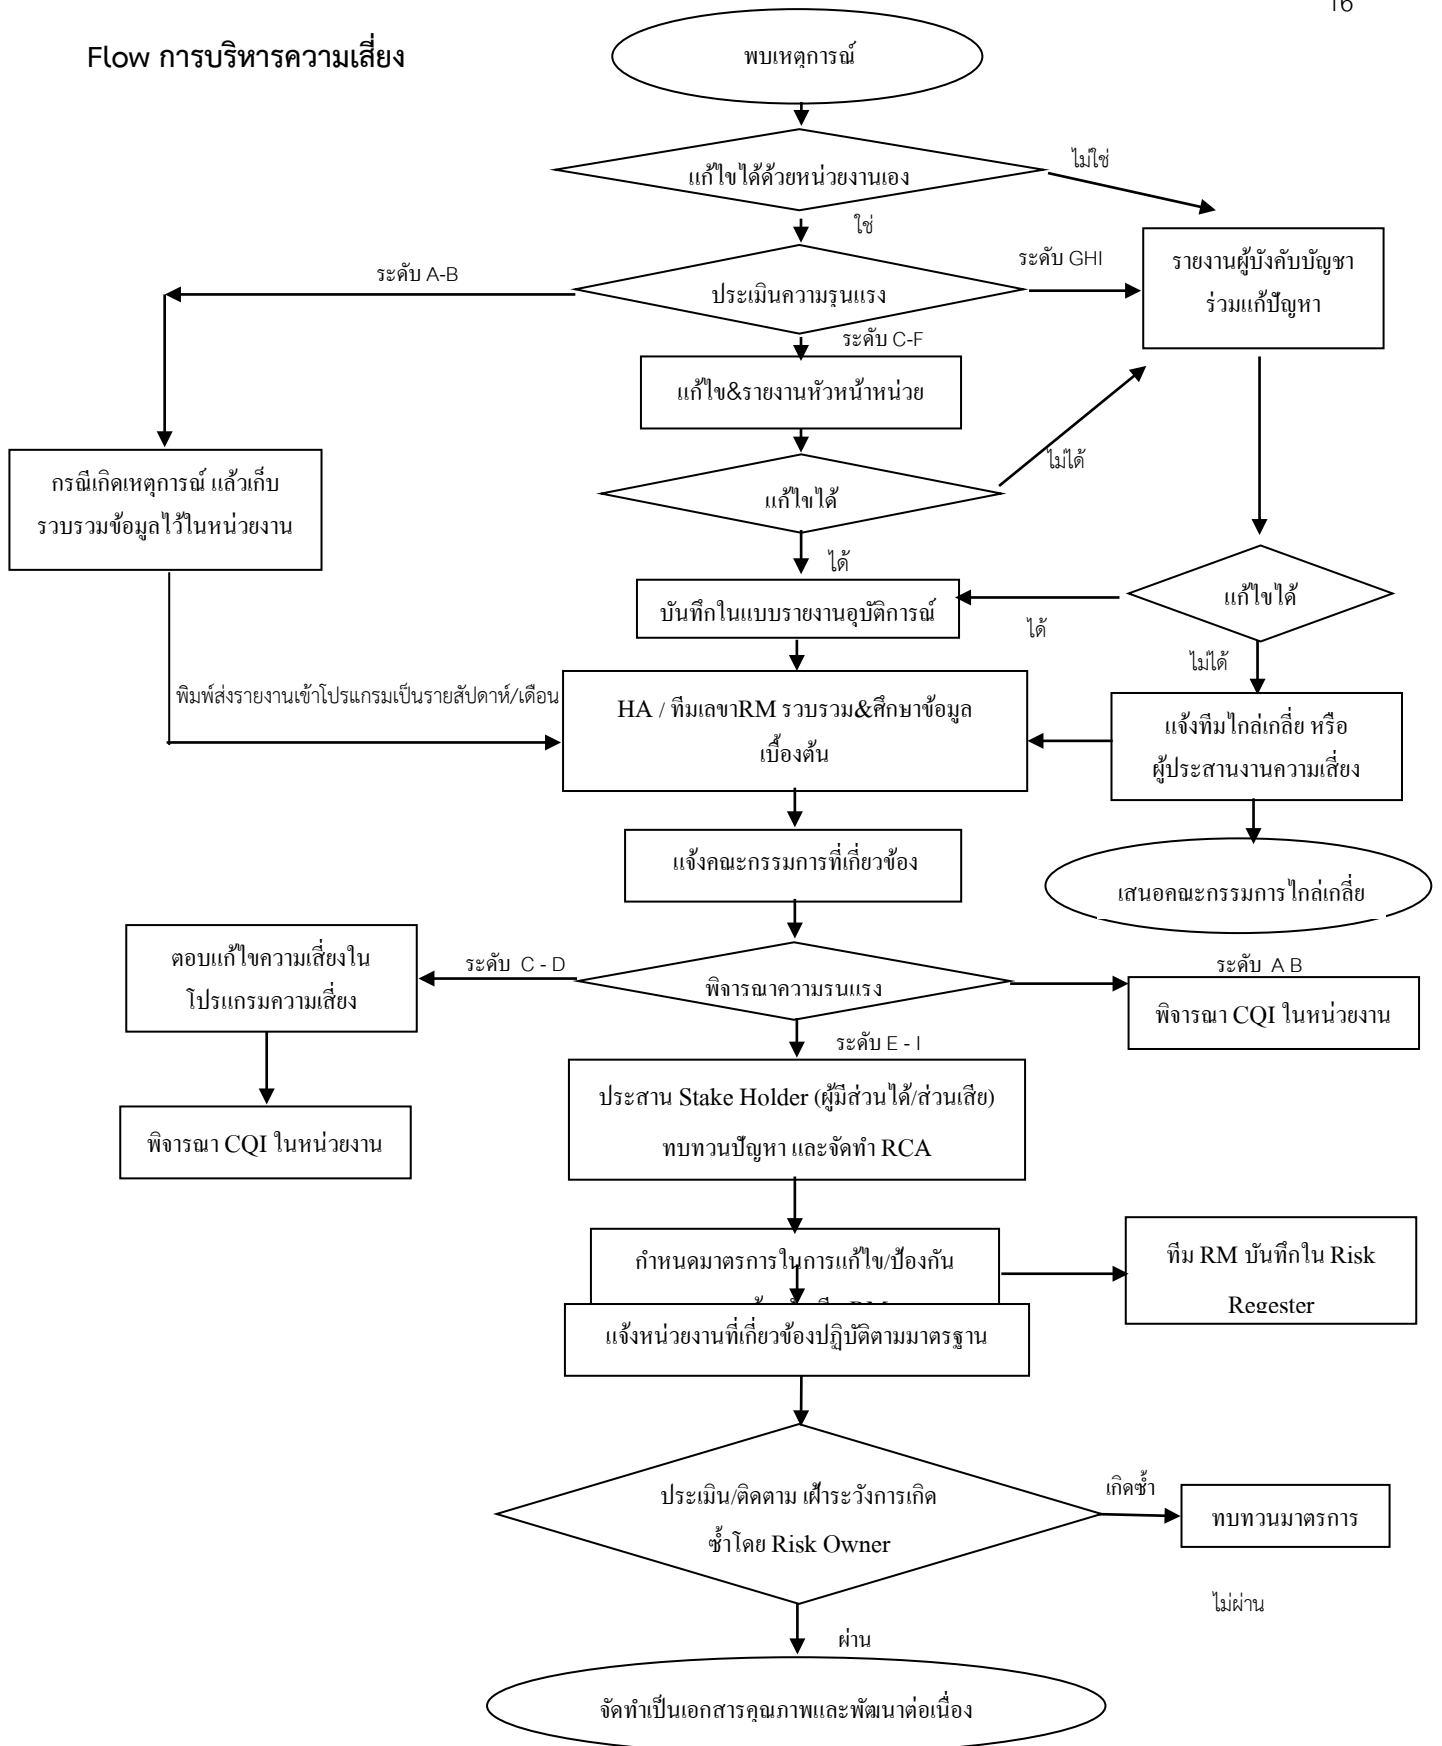 16
Flow การบริหารความเสี่ยง
พบเหตุการณ์
แก้ไขได้ด้วยหน่วยงานเอง
ไม่ใช่
ใช่
ระดับ A-B
ประเมินความรุนแรง
ระดับ GHI
รายงานผู้บังคับบัญชา
ร่วมแก้ปัญหา
ระดับ C-F
แก้ไข&รายงานหัวหน้าหน่วย
กรณีเกิดเหตุการณ์ แล้วเก็บ
รวบรวมข้อมูลไว้ในหน่วยงาน
แก้ไขได้
ไม่ได้
ได้
บันทึกในแบบรายงานอุบัติการณ์
แก้ไขได้
ได้
ไม่ได้
พิมพ์ส่งรายงานเข้าโปรแกรมเป็นรายสัปดาห์/เดือน
HA / ทีมเลขาRM รวบรวม&ศึกษาข้อมูล
เบื้องต้น
แจ้งทีมไกล่เกลี่ย หรือ
ผู้ประสานงานความเสี่ยง
แจ้งคณะกรรมการที่เกี่ยวข้อง
เสนอคณะกรรมการไกล่เกลี่ย
ตอบแก้ไขความเสี่ยงใน
โปรแกรมความเสี่ยง
ระดับ C - D
พิจารณาความรนแรง
ระดับ A B
พิจารณา CQI ในหน่วยงาน
ระดับ E - I
ประสาน Stake Holder (ผู้มีส่วนได้/ส่วนเสีย)
ทบทวนปัญหา และจัดทำ RCA
พิจารณา CQI ในหน่วยงาน
กำหนดมาตรการในการแก้ไข/ป้องกัน
ทีม RM บันทึกใน Risk
Regester
แจ้งหน่วยงานที่เกี่ยวข้องปฏิบัติตามมาตรฐาน
ประเมิน/ติดตาม เฝ้าระวังการเกิด
ซ้ำโดย Risk Owner
เกิดซ้ำ
ทบทวนมาตรการ
ไม่ผ่าน
ผ่าน
จัดทำเป็นเอกสารคุณภาพและพัฒนาต่อเนื่อง